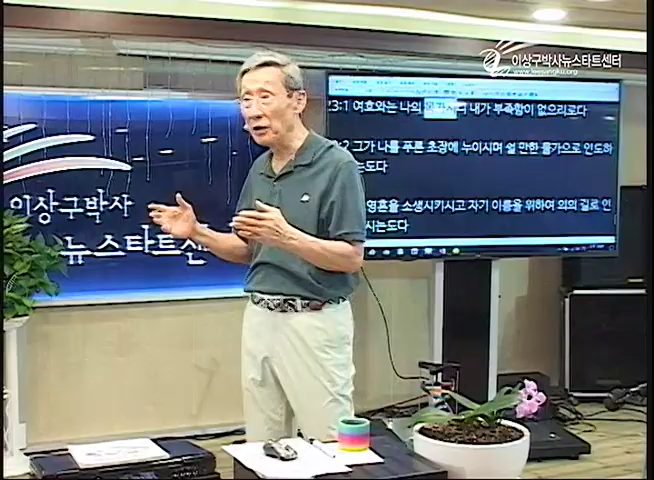 이상구박사뉴스타트센터
23:1 여호와는 나의 목자시니 내가 부족함이 없으리로다
23:2 그가 나를 푸른 초장에 누이시며 쉴 만한 물가으로 인도하
시는도다
영혼을 소생시키시고 자기 이름을 위하여 의의 길로 인
도하시는도다
이상구박사
뉴스타트센터